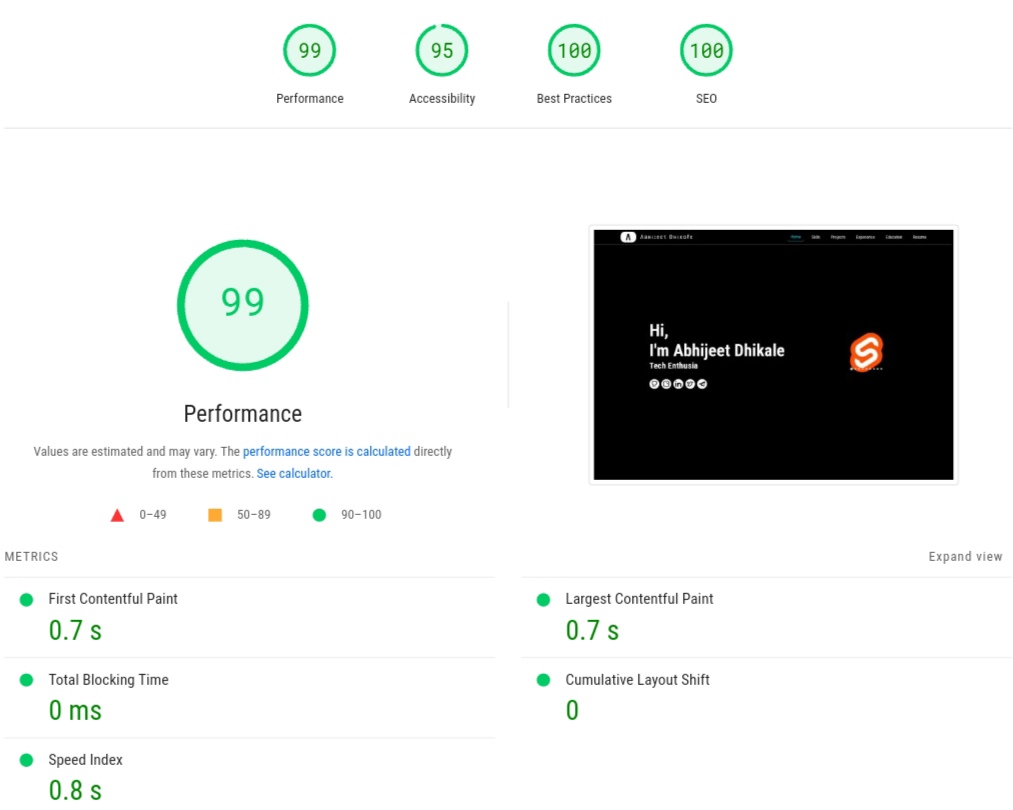 99
95
100
100
Performance
Accessibility
Best Practices
SEO
99
Performance
Values are estimated and may vary. The performance score is calculated directly
from these metrics. See calculator.
0–49
50–89
90–100
Abhijeet Dhikale
Home Skills Projects Experience Education Resume
Hi,
I'm Abhijeet Dhikale
Tech Enthusia
METRICS
Expand view
First Contentful Paint
0.7 s
Largest Contentful Paint
0.7 s
Total Blocking Time
0 ms
Cumulative Layout Shift
0
Speed Index
0.8 s